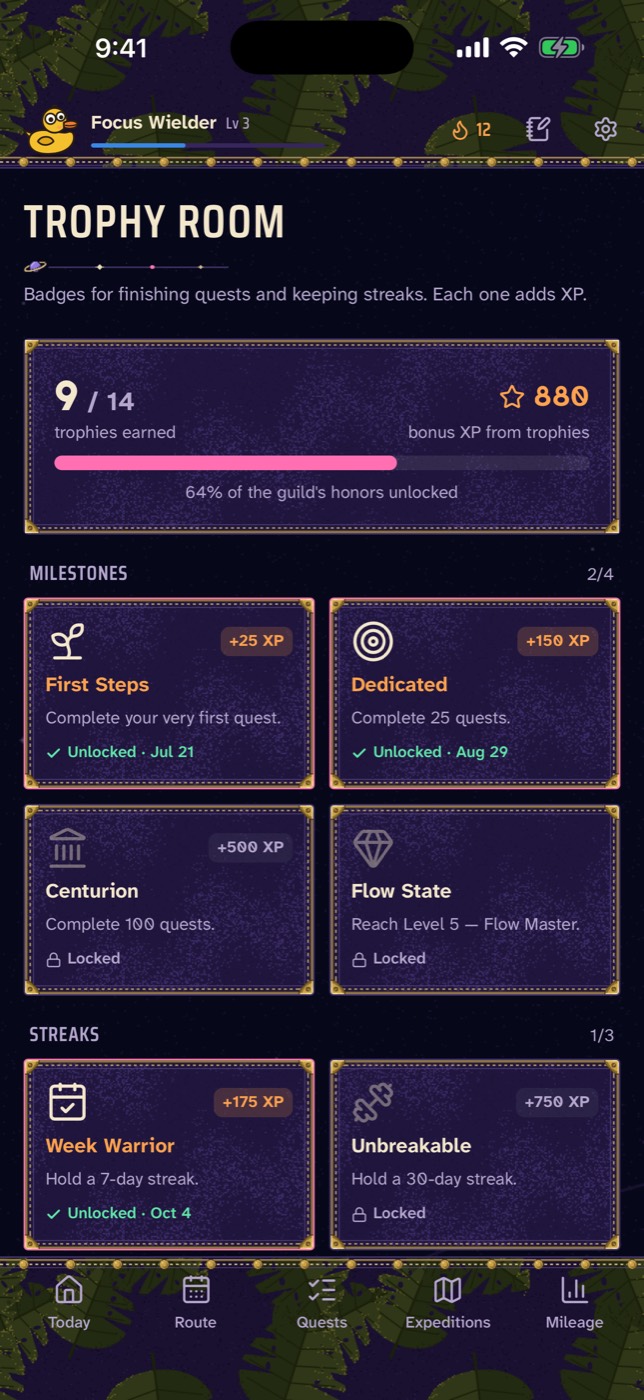 9:41
Focus Wielder Lv 3
12
TROPHY ROOM
Badges for finishing quests and keeping streaks. Each one adds XP.
9 / 14
880
trophies earned
bonus XP from trophies
64% of the guild's honors unlocked
MILESTONES
2/4
+25 XP
First Steps
Complete your very first quest.
Unlocked · Jul 21
+150 XP
Dedicated
Complete 25 quests.
Unlocked · Aug 29
+500 XP
Centurion
Complete 100 quests.
Locked
Flow State
Reach Level 5 — Flow Master.
Locked
STREAKS
1/3
+175 XP
Week Warrior
Hold a 7-day streak.
Unlocked · Oct 4
+750 XP
Unbreakable
Hold a 30-day streak.
Locked
Today
Route
Quests
Expeditions
Mileage